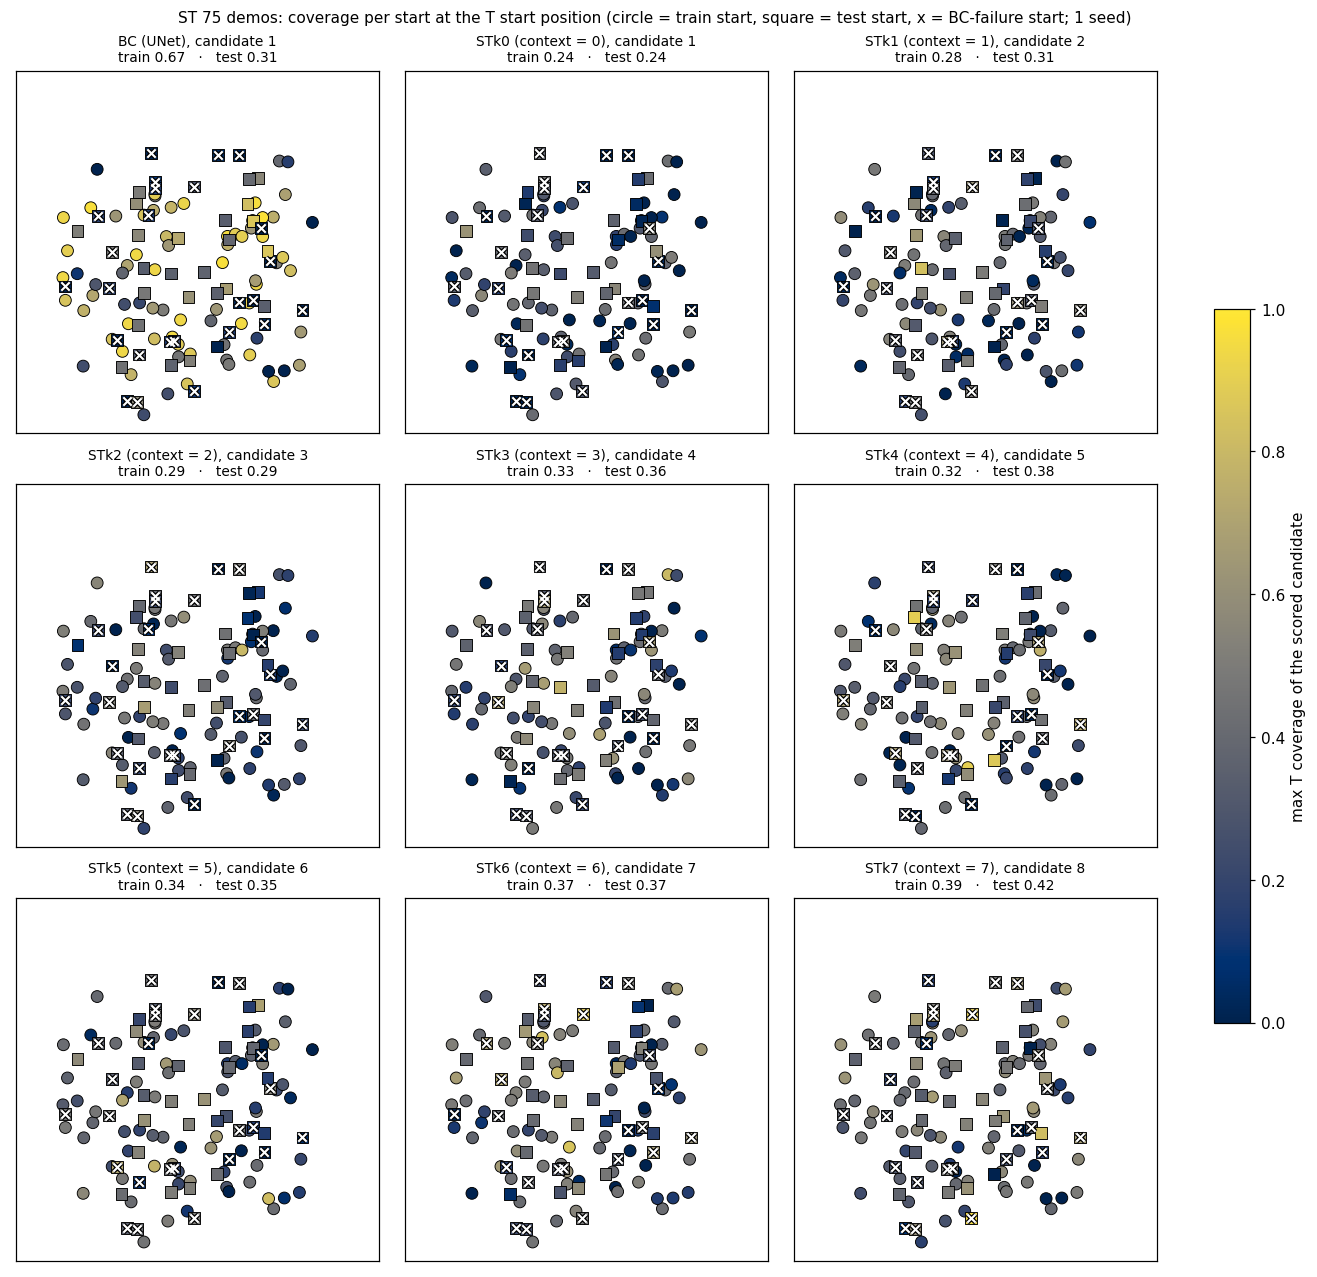 ST 75 demos: coverage per start at the T start position (circle = train start, square = test start, x = BC-failure start; 1 seed)
BC (UNet), candidate 1
train 0.67 · test 0.31
STk0 (context = 0), candidate 1
train 0.24 · test 0.24
STk1 (context = 1), candidate 2
train 0.28 · test 0.31
STk2 (context = 2), candidate 3
train 0.29 · test 0.29
STk3 (context = 3), candidate 4
train 0.33 · test 0.36
STk4 (context = 4), candidate 5
train 0.32 · test 0.38
STk5 (context = 5), candidate 6
train 0.34 · test 0.35
STk6 (context = 6), candidate 7
train 0.37 · test 0.37
STk7 (context = 7), candidate 8
train 0.39 · test 0.42
1.0
0.8
0.6
0.4
0.2
0.0
max T coverage of the scored candidate